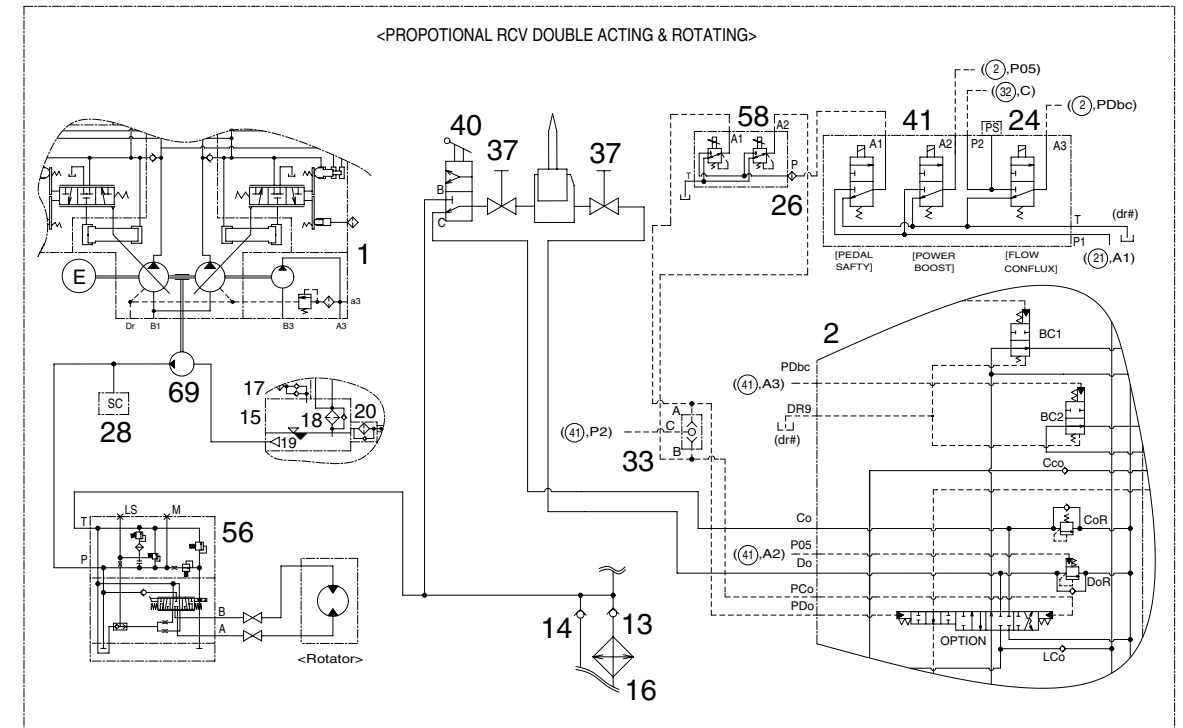 <PROPOTIONAL RCV DOUBLE ACTING & ROTATING>
(2,P05)
(32,C)
(2,PDbc)
58
41
PS
24
40
37
37
A1
A2
P
T
26
A1
A2
P2
A3
T
(dr#)
P1
(21,A1)
[PEDAL SAFTY]
[POWER BOOST]
[FLOW CONFLUX]
B
C
1
E
Dr
B1
B3
A3
a3
69
SC
28
17
15
18
20
19
2
BC1
PDbc
(41,A3)
DR9
(dr#)
BC2
Cco
A
C
B
(41,P2)
33
Co
CoR
P05
(41,A2)
Do
DoR
PCo
PDo
OPTION
LCo
LS
M
56
T
P
B
A
<Rotator>
14
13
16